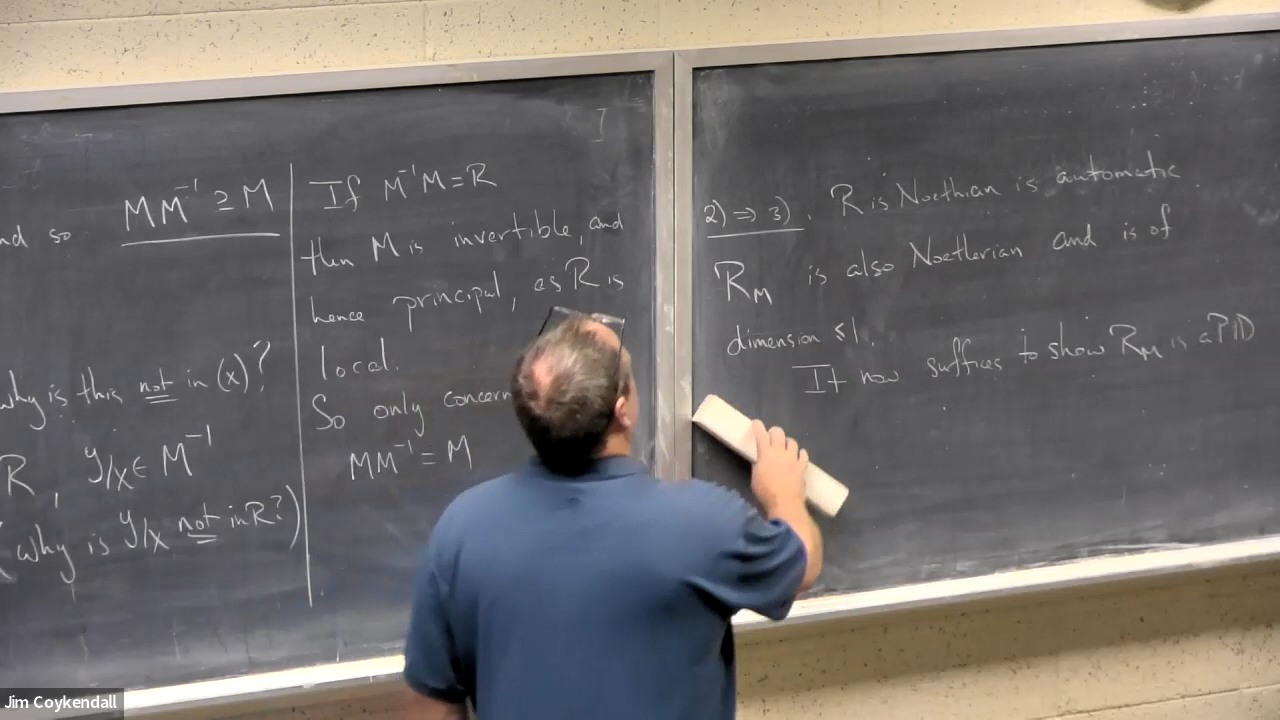 nd so MM⁻¹ ⊇ M
why is this not in (x)?
R, y/x ∈ M⁻¹
(why is y/x not in R?)
If M⁻¹M = R
then M is invertible, and
hence principal, as R is
local.
So only concern
MM⁻¹ = M
2) ⇒ 3). R is Noethian is automatic
R_M is also Noetherian and is of
dimension ≤ 1.
It now suffices to show R_M is a PID
Jim Coykendall